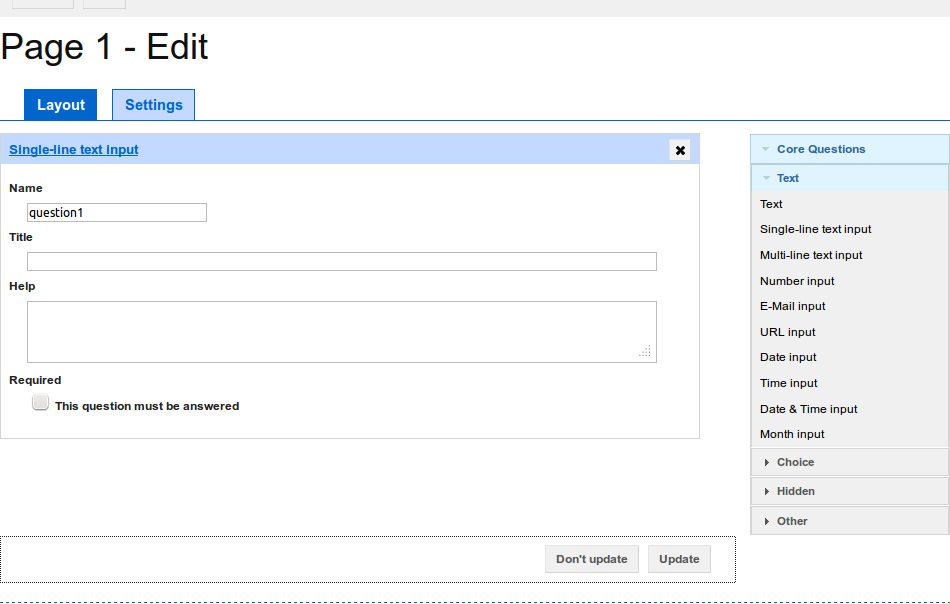 Page 1 - Edit
Layout
Settings
Single-line text input
Name
question1
Title
Help
Required
This question must be answered
Don't update
Update
Core Questions
Text
Text
Single-line text input
Multi-line text input
Number input
E-Mail input
URL input
Date input
Time input
Date & Time input
Month input
Choice
Hidden
Other